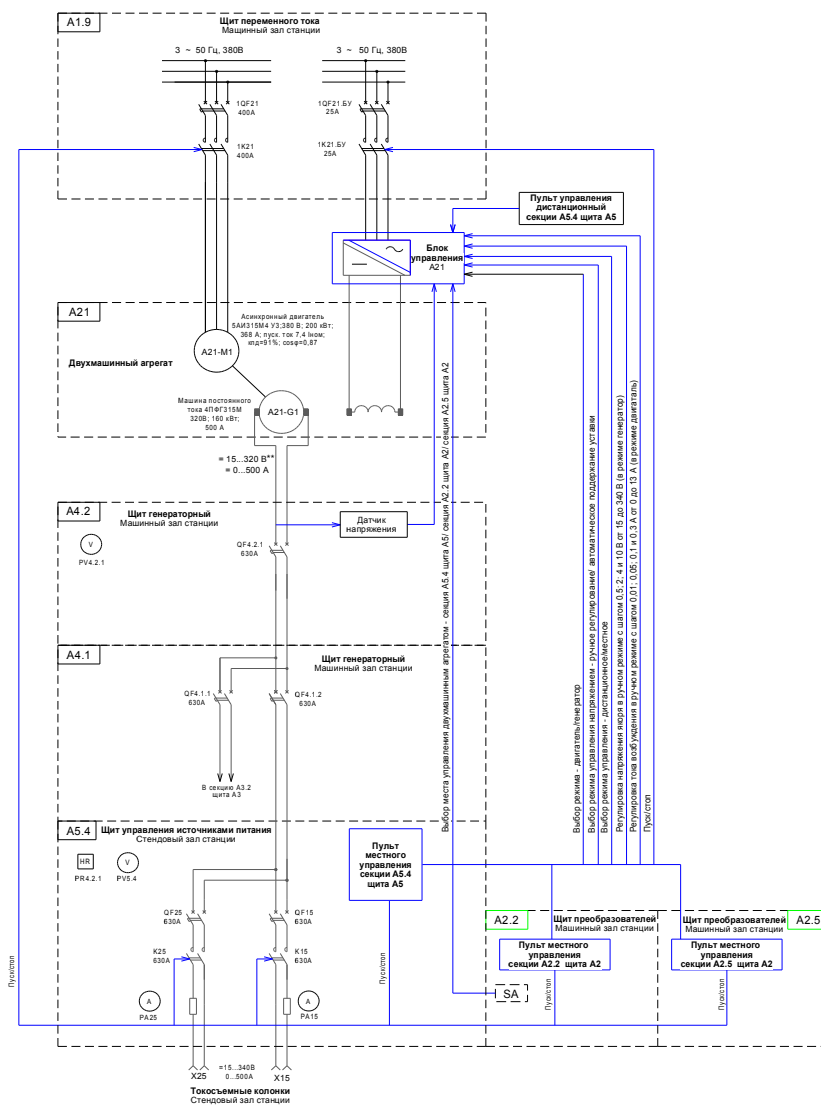 А1.9
Щит переменного тока
Мащинный зал станции
3 ~ 50 Гц, 380В
3 ~ 50 Гц, 380В
1QF21
400А
1QF21.БУ
25А
1К21
400А
1К21.БУ
25А
Пульт управления
дистанционный
секции А5.4 щита А5
Блок
управления
А21
А21
Двухмашинный агрегат
Асинхронный двигатель
5АИ315М4 У3;380 В; 200 кВт;
368 А; пуск. ток 7,4 Iном;
кпд=91%; cosφ=0,87
А21-М1
Машина постоянного
тока 4ПФГ315М
320В; 160 кВт;
500 А
А21-G1
= 15...320 В**
= 0...500 А
А4.2
Щит генераторный
Машинный зал станции
V
PV4.2.1
QF4.2.1
630А
Датчик
напряжения
А4.1
Щит генераторный
Машинный зал станции
QF4.1.1
630А
QF4.1.2
630А
В секцию А3.2
щита А3
Выбор места управления двухмашинным агрегатом - секция А5.4 щита А5/ секция А2.2 щита А2/ секция А2.5 щита А2
Выбор режима - двигатель/генератор
Выбор режима управления напряжением - ручное регулирование/ автоматическое поддержание уставки
Выбор режима управления - дистанционное/местное
Регулировка напряжения якоря в ручном режиме с шагом 0,5; 2; 4 и 10 В от 15 до 340 В (в режиме генератор)
Регулировка тока возбуждения в ручном режиме с шагом 0,01; 0,05; 0,1 и 0,3 А от 0 до 13 А (в режиме двигаталь)
Пуск/стоп
А5.4
Щит управления источниками питания
Стендовый зал станции
HR
PR4.2.1
V
PV5.4
QF25
630А
QF15
630А
К25
630А
К15
630А
А
РА25
А
РА15
Пульт
местного
управления
секции А5.4
щита А5
Пуск/стоп
Пуск/стоп
А2.2
Щит преобразователей
Машинный зал станции
Пульт местного
управления
секции А2.2 щита А2
SA
Пуск/стоп
Щит преобразователей
Машинный зал станции
А2.5
Пульт местного
управления
секции А2.5 щита А2
Пуск/стоп
Х25
=15...340В
0...500А
Х15
Токосъемные колонки
Стендовый зал станции